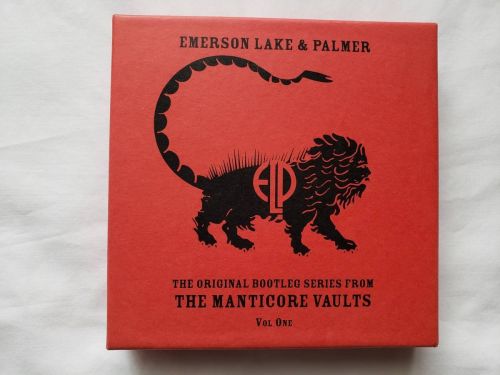 EMERSON LAKE & PALMER
ELP
THE ORIGINAL BOOTLEG SERIES FROM
THE MANTICORE VAULTS
VOL ONE